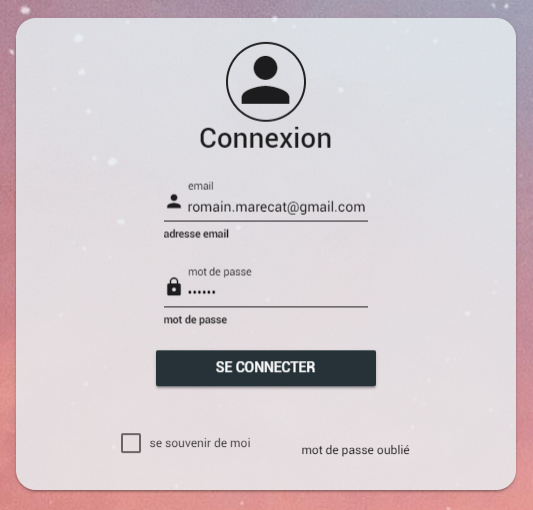 Connexion
email
romain.marecat@gmail.com
adresse email
mot de passe
••••••
mot de passe
SE CONNECTER
se souvenir de moi
mot de passe oublié